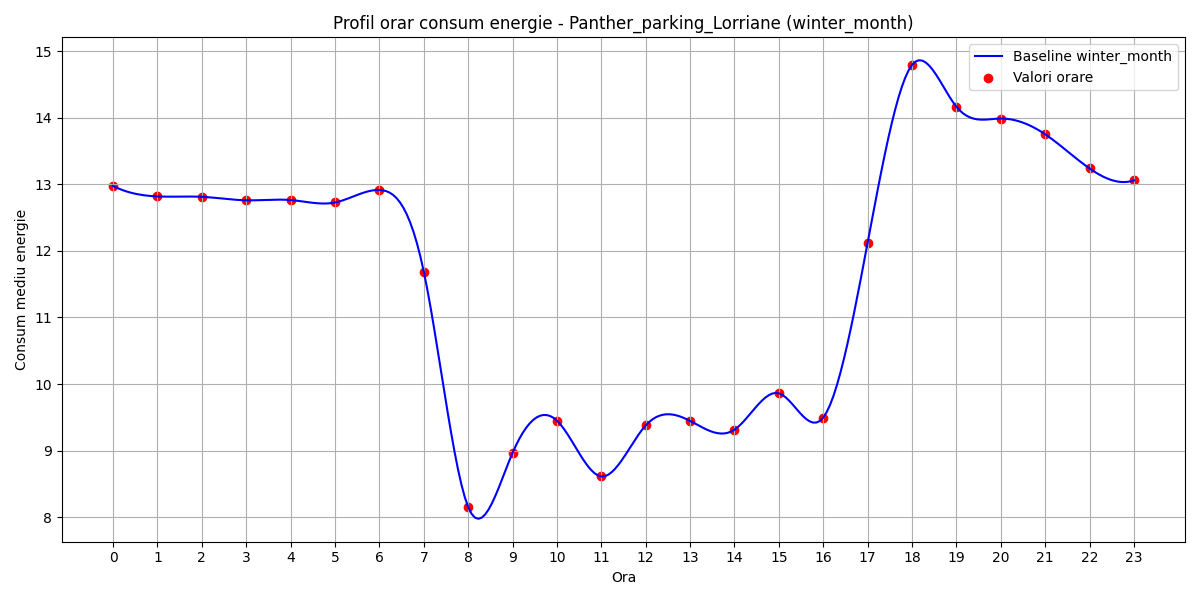 Profil orar consum energie - Panther_parking_Lorriane (winter_month)
Baseline winter_month
Valori orare
Consum mediu energie
15
14
13
12
11
10
9
8
0 1 2 3 4 5 6 7 8 9 10 11 12 13 14 15 16 17 18 19 20 21 22 23
Ora